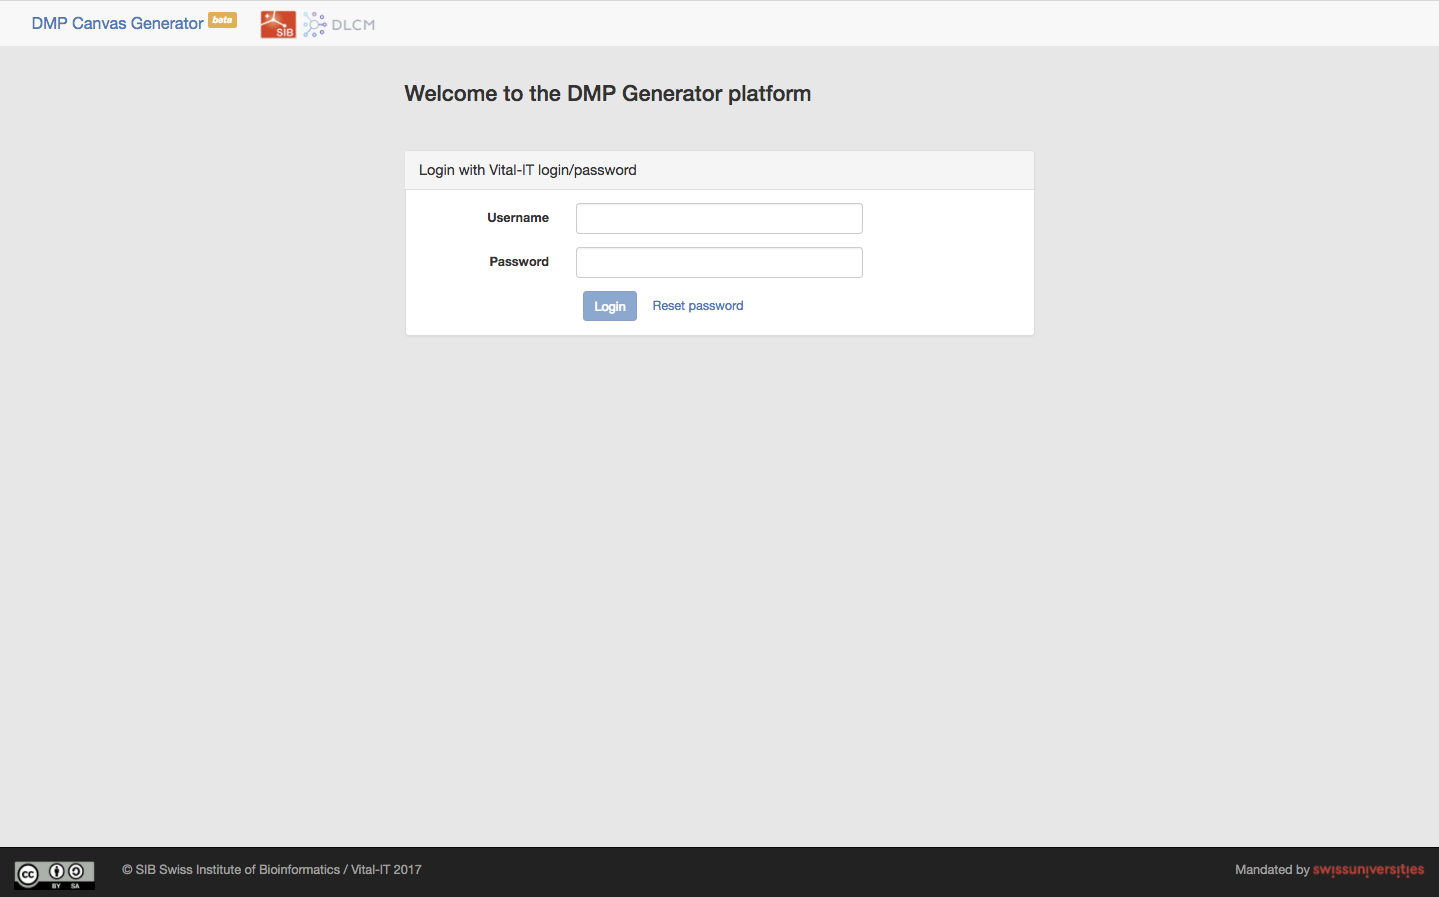 DMP Canvas Generator beta SIB DLCM
Welcome to the DMP Generator platform
Login with Vital-IT login/password
Username
Password
Login Reset password
cc BY SA © SIB Swiss Institute of Bioinformatics / Vital-IT 2017 Mandated by swissuniversities